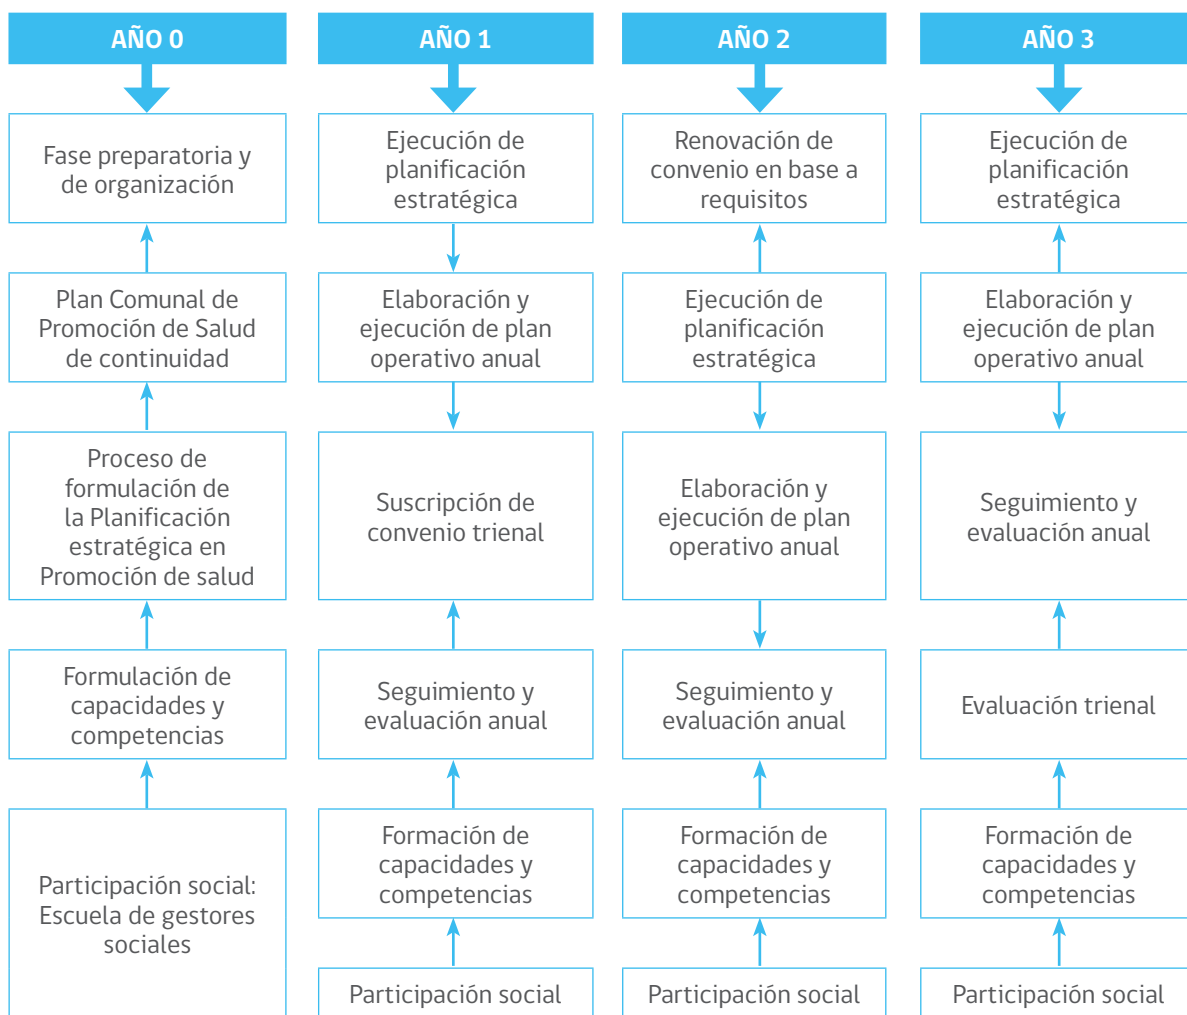 AÑO 0
Fase preparatoria y
de organización
Plan Comunal de
Promoción de Salud
de continuidad
Proceso de
formulación de
la Planificación
estratégica en
Promoción de salud
Formulación de
capacidades y
competencias
Participación social:
Escuela de gestores
sociales
AÑO 1
Ejecución de
planificación
estratégica
Elaboración y
ejecución de plan
operativo anual
Suscripción de
convenio trienal
Seguimiento y
evaluación anual
Formación de
capacidades y
competencias
Participación social
AÑO 2
Renovación de
convenio en base a
requisitos
Ejecución de
planificación
estratégica
Elaboración y
ejecución de plan
operativo anual
Seguimiento y
evaluación anual
Formación de
capacidades y
competencias
Participación social
AÑO 3
Ejecución de
planificación
estratégica
Elaboración y
ejecución de plan
operativo anual
Seguimiento y
evaluación anual
Evaluación trienal
Formación de
capacidades y
competencias
Participación social